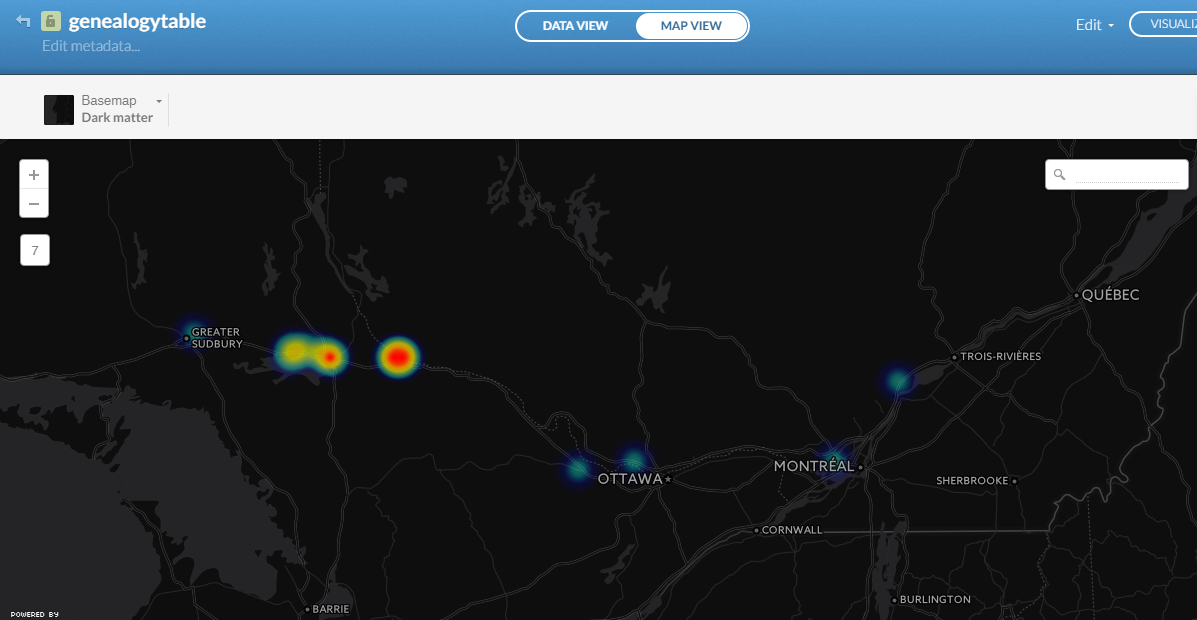 genealogytable
Edit metadata...
DATA VIEW
MAP VIEW
Edit
VISUALIZ
Basemap
Dark matter
+
−
7
QUÉBEC
GREATER
SUDBURY
TROIS-RIVIÈRES
MONTRÉAL
OTTAWA
SHERBROOKE
CORNWALL
BURLINGTON
BARRIE
POWERED BY